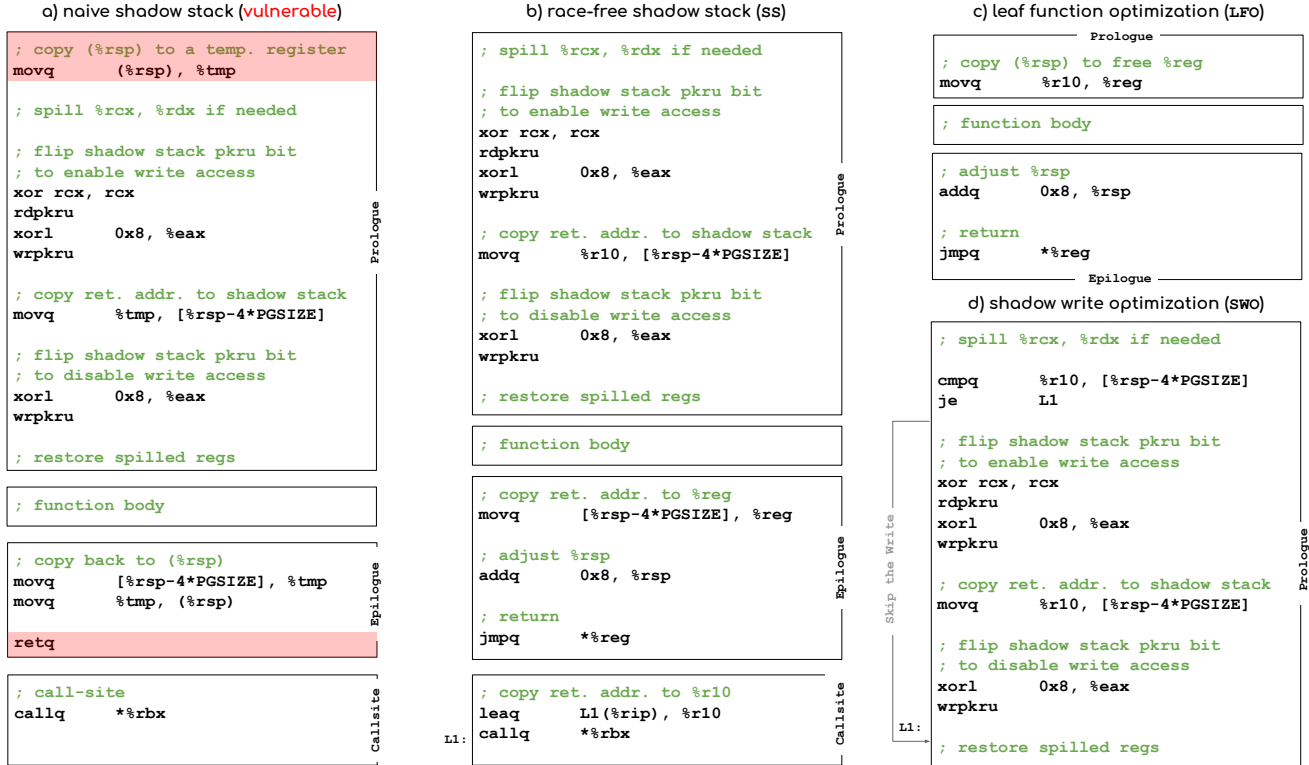 a) naive shadow stack (vulnerable)
; copy (%rsp) to a temp. register
movq (%rsp), %tmp
; spill %rcx, %rdx if needed
; flip shadow stack pkru bit
; to enable write access
xor rcx, rcx
rdpkru
xorl 0x8, %eax
wrpkru
; copy ret. addr. to shadow stack
movq %tmp, [%rsp-4*PGSIZE]
; flip shadow stack pkru bit
; to disable write access
xorl 0x8, %eax
wrpkru
; restore spilled regs
Prologue
; function body
; copy back to (%rsp)
movq [%rsp-4*PGSIZE], %tmp
movq %tmp, (%rsp)
retq
Epilogue
; call-site
callq *%rbx
Callsite
b) race-free shadow stack (SS)
; spill %rcx, %rdx if needed
; flip shadow stack pkru bit
; to enable write access
xor rcx, rcx
rdpkru
xorl 0x8, %eax
wrpkru
; copy ret. addr. to shadow stack
movq %r10, [%rsp-4*PGSIZE]
; flip shadow stack pkru bit
; to disable write access
xorl 0x8, %eax
wrpkru
; restore spilled regs
Prologue
; function body
; copy ret. addr. to %reg
movq [%rsp-4*PGSIZE], %reg
; adjust %rsp
addq 0x8, %rsp
; return
jmpq *%reg
Epilogue
; copy ret. addr. to %r10
leaq L1(%rip), %r10
L1: callq *%rbx
Callsite
c) leaf function optimization (LFO)
Prologue
; copy (%rsp) to free %reg
movq %r10, %reg
; function body
; adjust %rsp
addq 0x8, %rsp
; return
jmpq *%reg
Epilogue
d) shadow write optimization (SWO)
; spill %rcx, %rdx if needed
cmpq %r10, [%rsp-4*PGSIZE]
je L1
; flip shadow stack pkru bit
; to enable write access
xor rcx, rcx
rdpkru
xorl 0x8, %eax
wrpkru
; copy ret. addr. to shadow stack
movq %r10, [%rsp-4*PGSIZE]
; flip shadow stack pkru bit
; to disable write access
xorl 0x8, %eax
wrpkru
L1:
; restore spilled regs
Skip the Write
Prologue